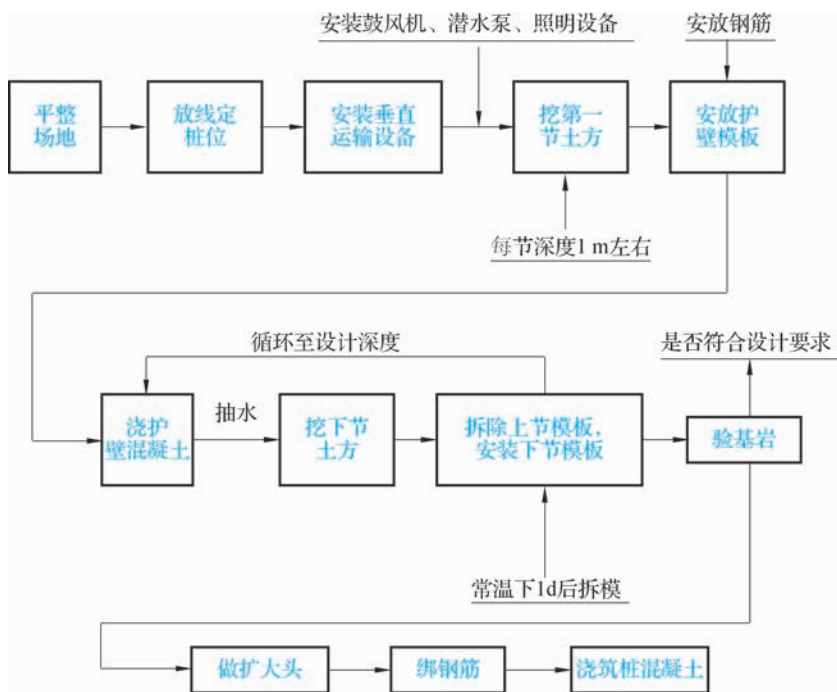 安装鼓风机、潜水泵、照明设备
安放钢筋
平整
场地
放线定
桩位
安装垂直
运输设备
挖第一
节土方
安放护
壁模板
每节深度1 m左右
循环至设计深度
是否符合设计要求
浇护
壁混凝土
抽水
挖下节
土方
拆除上节模板，
安装下节模板
验基岩
常温下1d后拆模
做扩大头
绑钢筋
浇筑桩混凝土